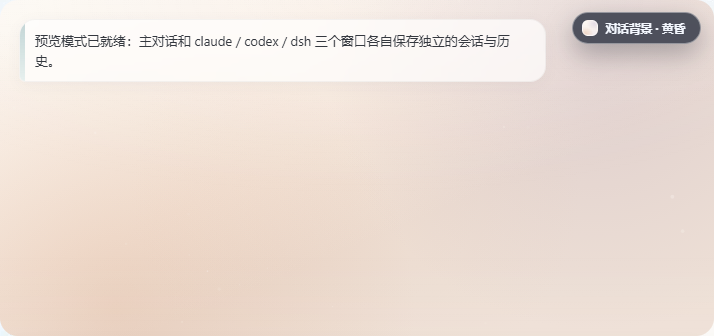 预览模式已就绪：主对话和 claude / codex / dsh 三个窗口各自保存独立的会话与历
史。
对话背景 · 黄昏